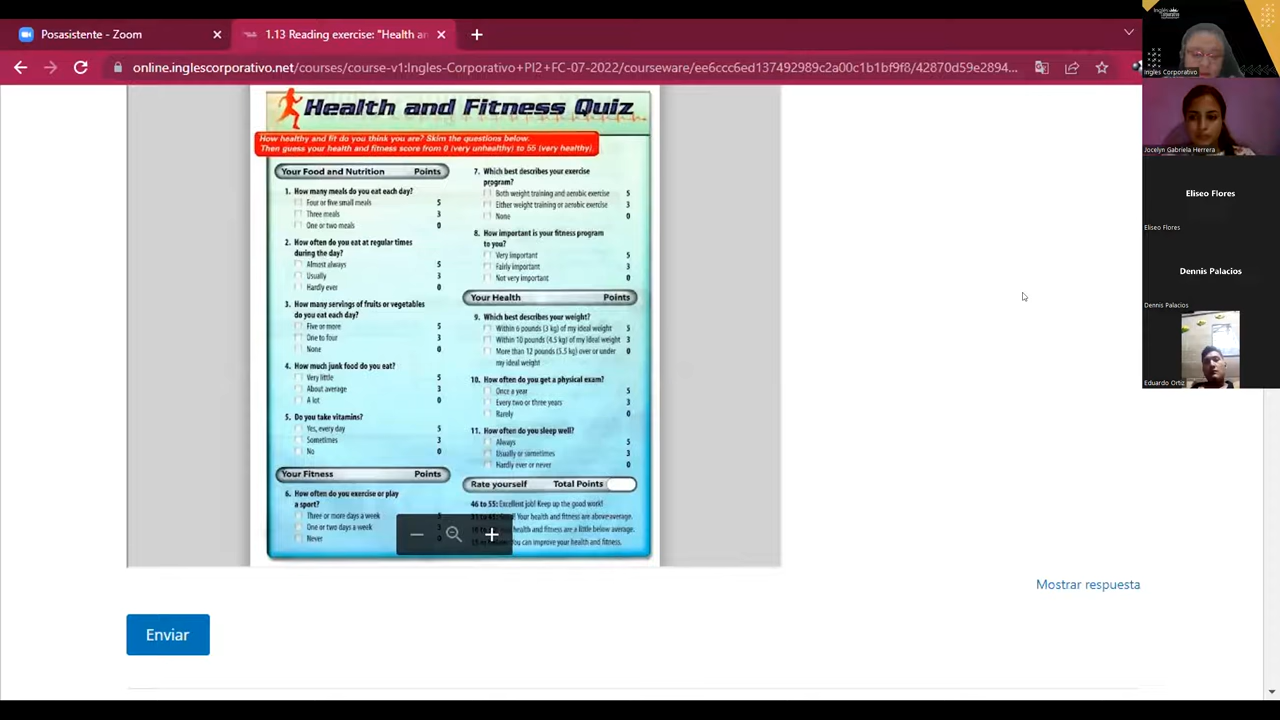 Posasistente - Zoom
1.13 Reading exercise: "Health an
online.inglescorporativo.net/courses/course-v1:Ingles-Corporativo+PI2+FC-07-2022/courseware/ee6ccc6ed137492989c2a00c1b1bf9f8/42870d59e2894...
Health and Fitness Quiz
How healthy and fit do you think you are? Skim the questions below.
Then guess your health and fitness score from 0 (very unhealthy) to 55 (very healthy).
Your Food and Nutrition Points
1. How many meals do you eat each day?
Four or five small meals 5
Three meals 3
One or two meals 0
2. How often do you eat at regular times
during the day?
Almost always 5
Usually 3
Hardly ever 0
3. How many servings of fruits or vegetables
do you eat each day?
Five or more 5
One to four 3
None 0
4. How much junk food do you eat?
Very little 5
About average 3
A lot 0
5. Do you take vitamins?
Yes, every day 5
Sometimes 3
No 0
Your Fitness Points
6. How often do you exercise or play
a sport?
Three or more days a week
One or two days a week
Never
7. Which best describes your exercise
program?
Both weight training and aerobic exercise 5
Either weight training or aerobic exercise 3
None 0
8. How important is your fitness program
to you?
Very important 5
Fairly important 3
Not very important 0
Your Health Points
9. Which best describes your weight?
Within 6 pounds (3 kg) of my ideal weight 5
Within 10 pounds (4.5 kg) of my ideal weight 3
More than 12 pounds (5.5 kg) over or under 0
my ideal weight
10. How often do you get a physical exam?
Once a year 5
Every two or three years 3
Rarely 0
11. How often do you sleep well?
Always 5
Usually or sometimes 3
Hardly ever or never 0
Rate yourself Total Points
46 to 55: Excellent job! Keep up the good work!
Your health and fitness are above average.
health and fitness are a little below average.
You can improve your health and fitness.
Mostrar respuesta
Enviar
Inglés
Ingles Corporativo
Jocelyn Gabriela Herrera
Eliseo Flores
Eliseo Flores
Dennis Palacios
Dennis Palacios
Eduardo Ortiz